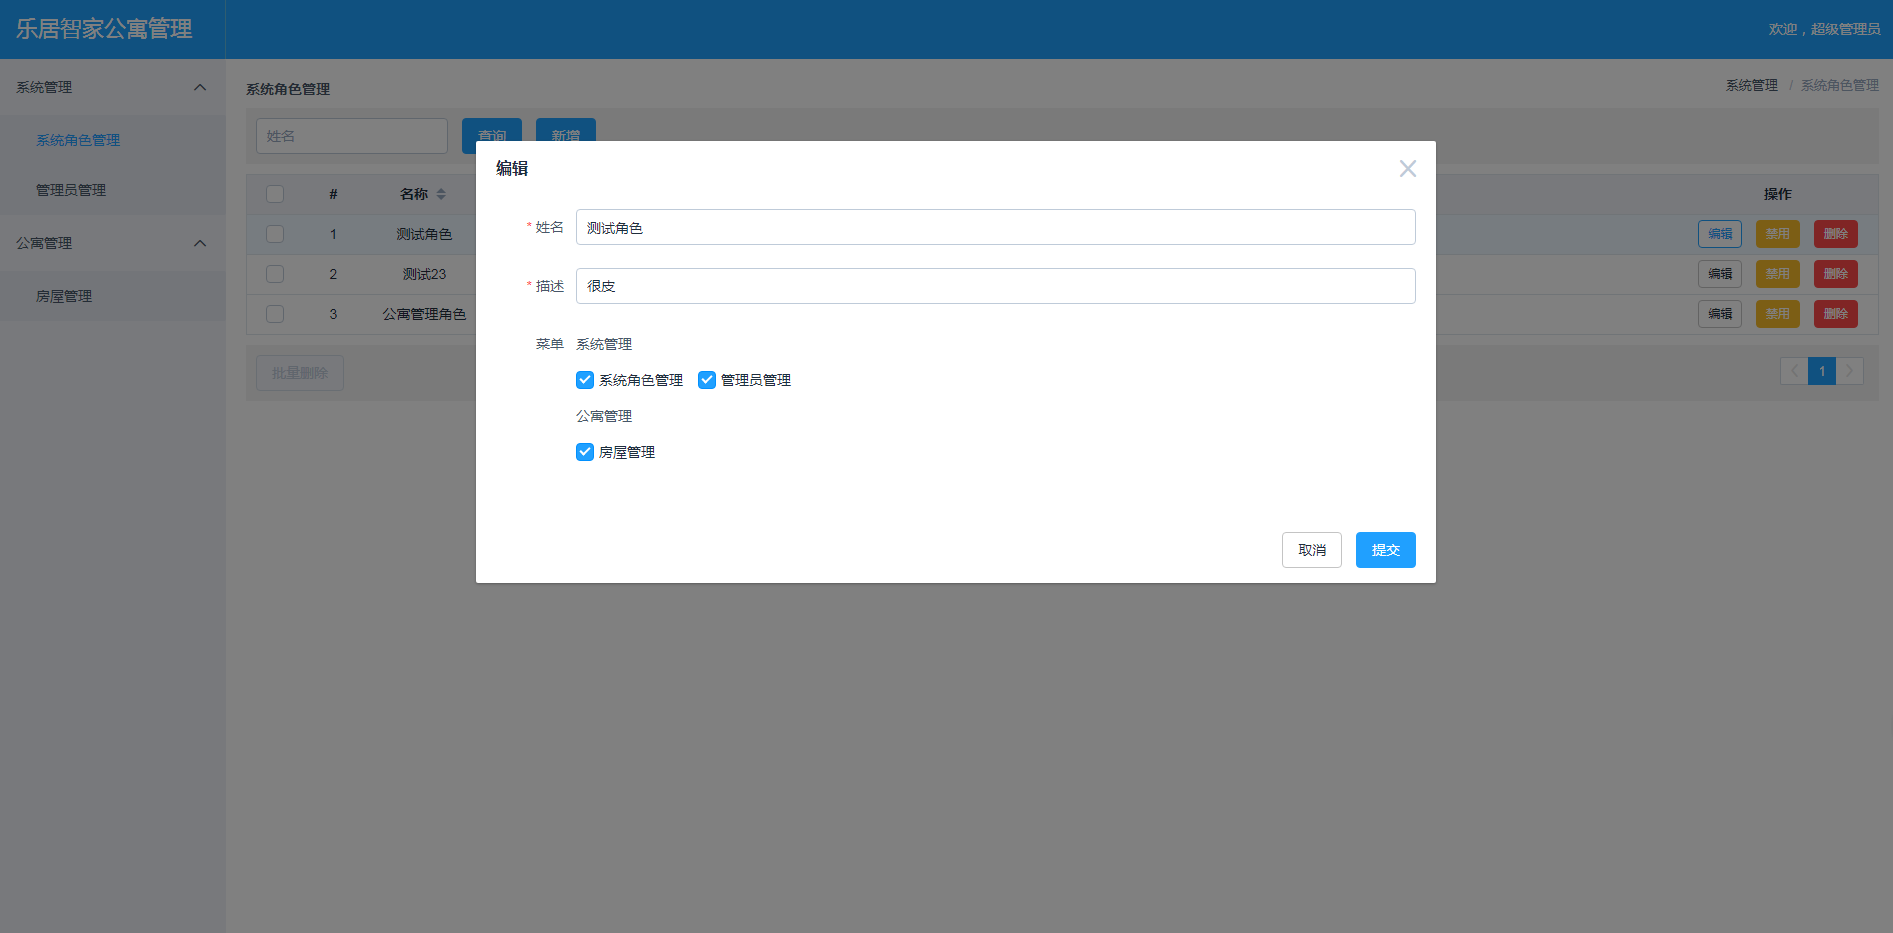 乐居智家公寓管理
欢迎，超级管理员
系统管理
系统角色管理
管理员管理
公寓管理
房屋管理
系统角色管理
系统管理 / 系统角色管理
姓名 查询 新增
# 名称 操作
1 测试角色 编辑 禁用 删除
2 测试23 编辑 禁用 删除
3 公寓管理角色 编辑 禁用 删除
批量删除
1
编辑
* 姓名 测试角色
* 描述 很皮
菜单 系统管理
系统角色管理 管理员管理
公寓管理
房屋管理
取消 提交